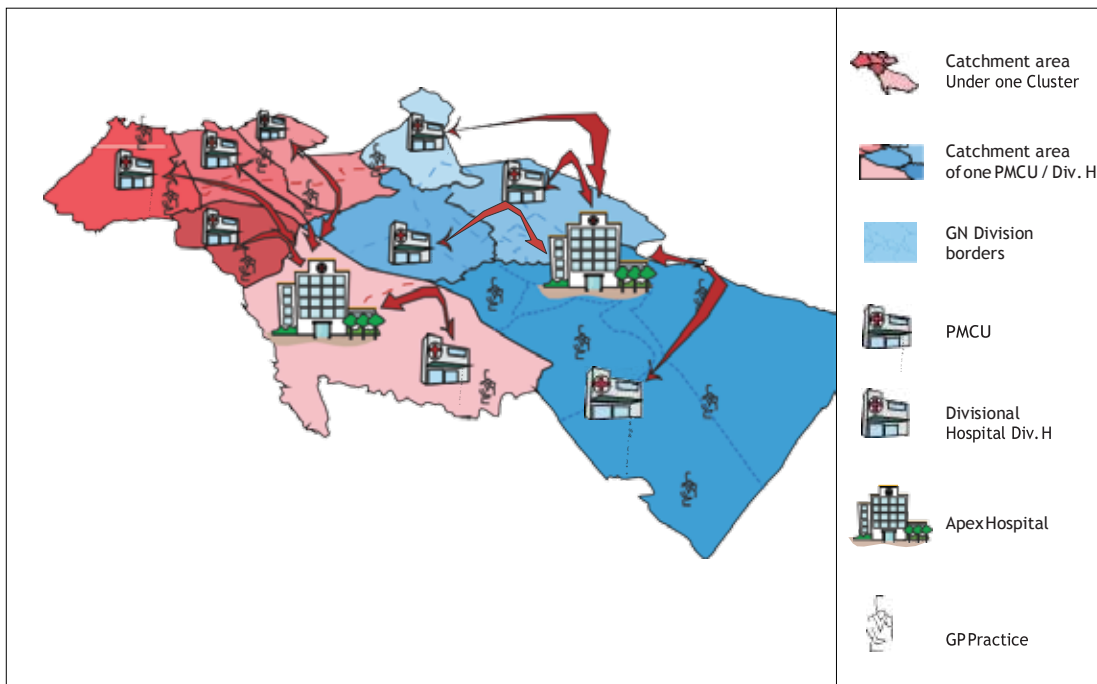 Catchment area
Under one Cluster
Catchment area
of one PMCU / Div. H
GN Division
borders
PMCU
Divisional
Hospital Div. H
Apex Hospital
GP Practice